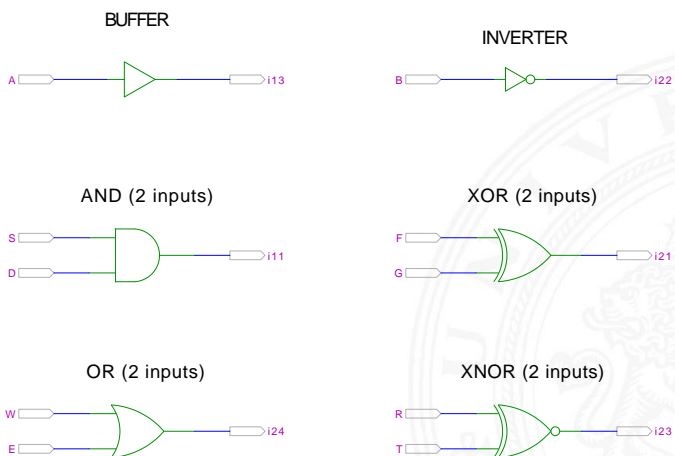 BUFFER
INVERTER
A
i13
B
i22
AND (2 inputs)
XOR (2 inputs)
S
D
i11
F
G
i21
OR (2 inputs)
XNOR (2 inputs)
W
E
i24
R
T
i23